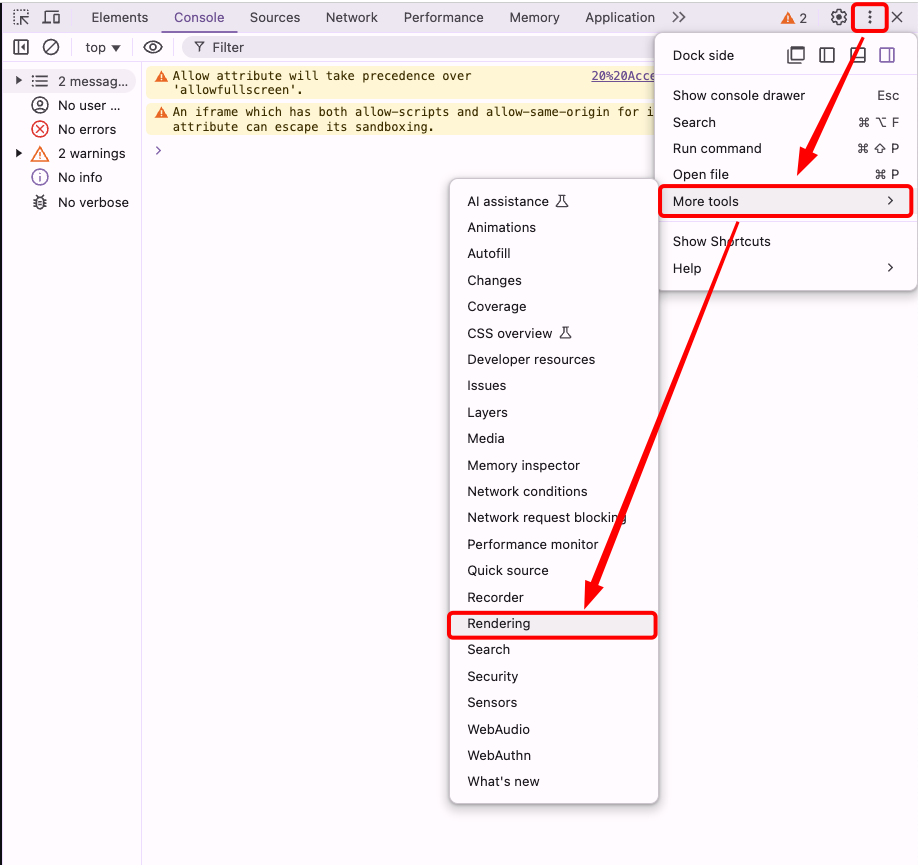 Elements Console Sources Network Performance Memory Application 2
top Filter
2 messag...
No user ...
No errors
2 warnings
No info
No verbose
Allow attribute will take precedence over 20%20Acce
'allowfullscreen'.
An iframe which has both allow-scripts and allow-same-origin for i
attribute can escape its sandboxing.
Dock side
Show console drawer Esc
Search ⌘ ⌥ F
Run command ⌘ ⇧ P
Open file ⌘ P
More tools
Show Shortcuts
Help
AI assistance
Animations
Autofill
Changes
Coverage
CSS overview
Developer resources
Issues
Layers
Media
Memory inspector
Network conditions
Network request blocking
Performance monitor
Quick source
Recorder
Rendering
Search
Security
Sensors
WebAudio
WebAuthn
What's new